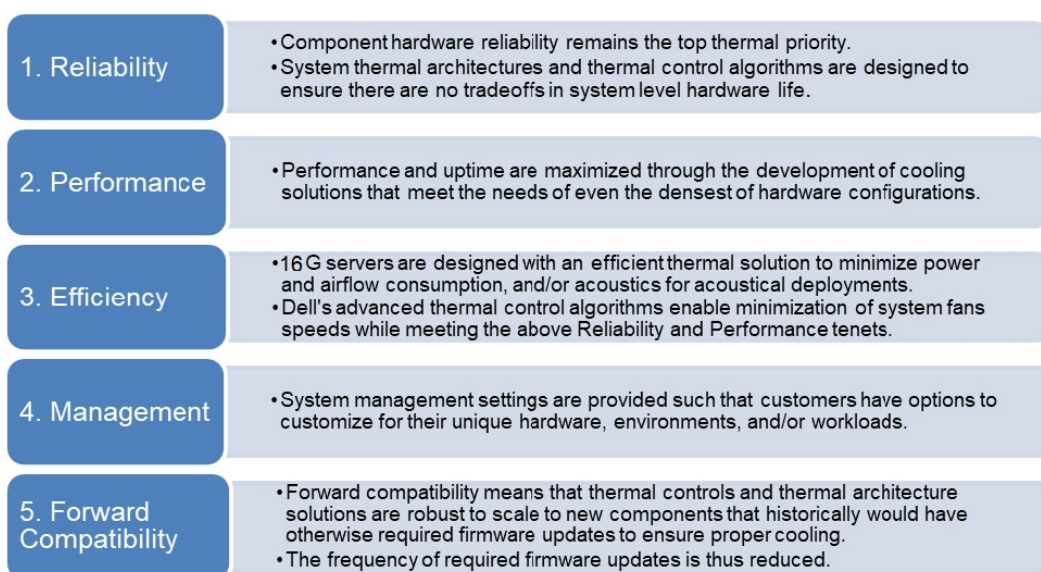 1. Reliability
•Component hardware reliability remains the top thermal priority.
•System thermal architectures and thermal control algorithms are designed to
ensure there are no tradeoffs in system level hardware life.
2. Performance
•Performance and uptime are maximized through the development of cooling
solutions that meet the needs of even the densest of hardware configurations.
3. Efficiency
•16G servers are designed with an efficient thermal solution to minimize power
and airflow consumption, and/or acoustics for acoustical deployments.
•Dell's advanced thermal control algorithms enable minimization of system fans
speeds while meeting the above Reliability and Performance tenets.
4. Management
•System management settings are provided such that customers have options to
customize for their unique hardware, environments, and/or workloads.
5. Forward
Compatibility
•Forward compatibility means that thermal controls and thermal architecture
solutions are robust to scale to new components that historically would have
otherwise required firmware updates to ensure proper cooling.
•The frequency of required firmware updates is thus reduced.